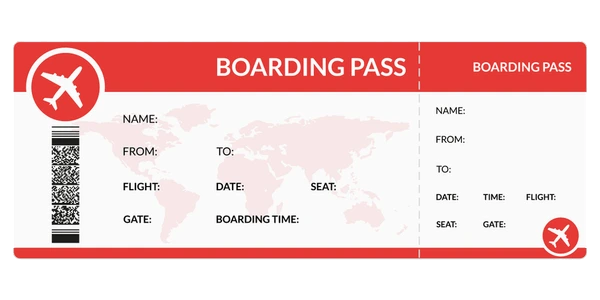 BOARDING PASS
NAME:
FROM: TO:
FLIGHT: DATE: SEAT:
GATE: BOARDING TIME:
BOARDING PASS
NAME:
FROM:
TO:
DATE: TIME: FLIGHT:
SEAT: GATE: